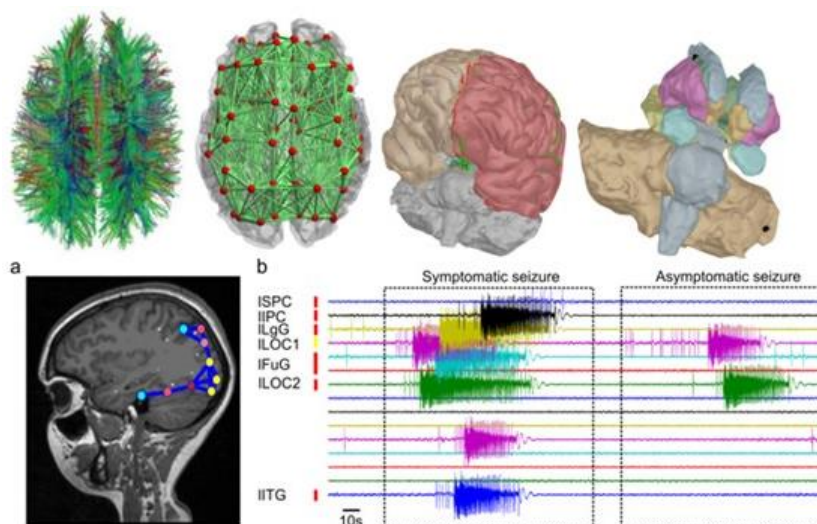 a
b
Symptomatic seizure
Asymptomatic seizure
lSPC
lIPC
lLgG
lLOC1
lFuG
lLOC2
lITG
10s